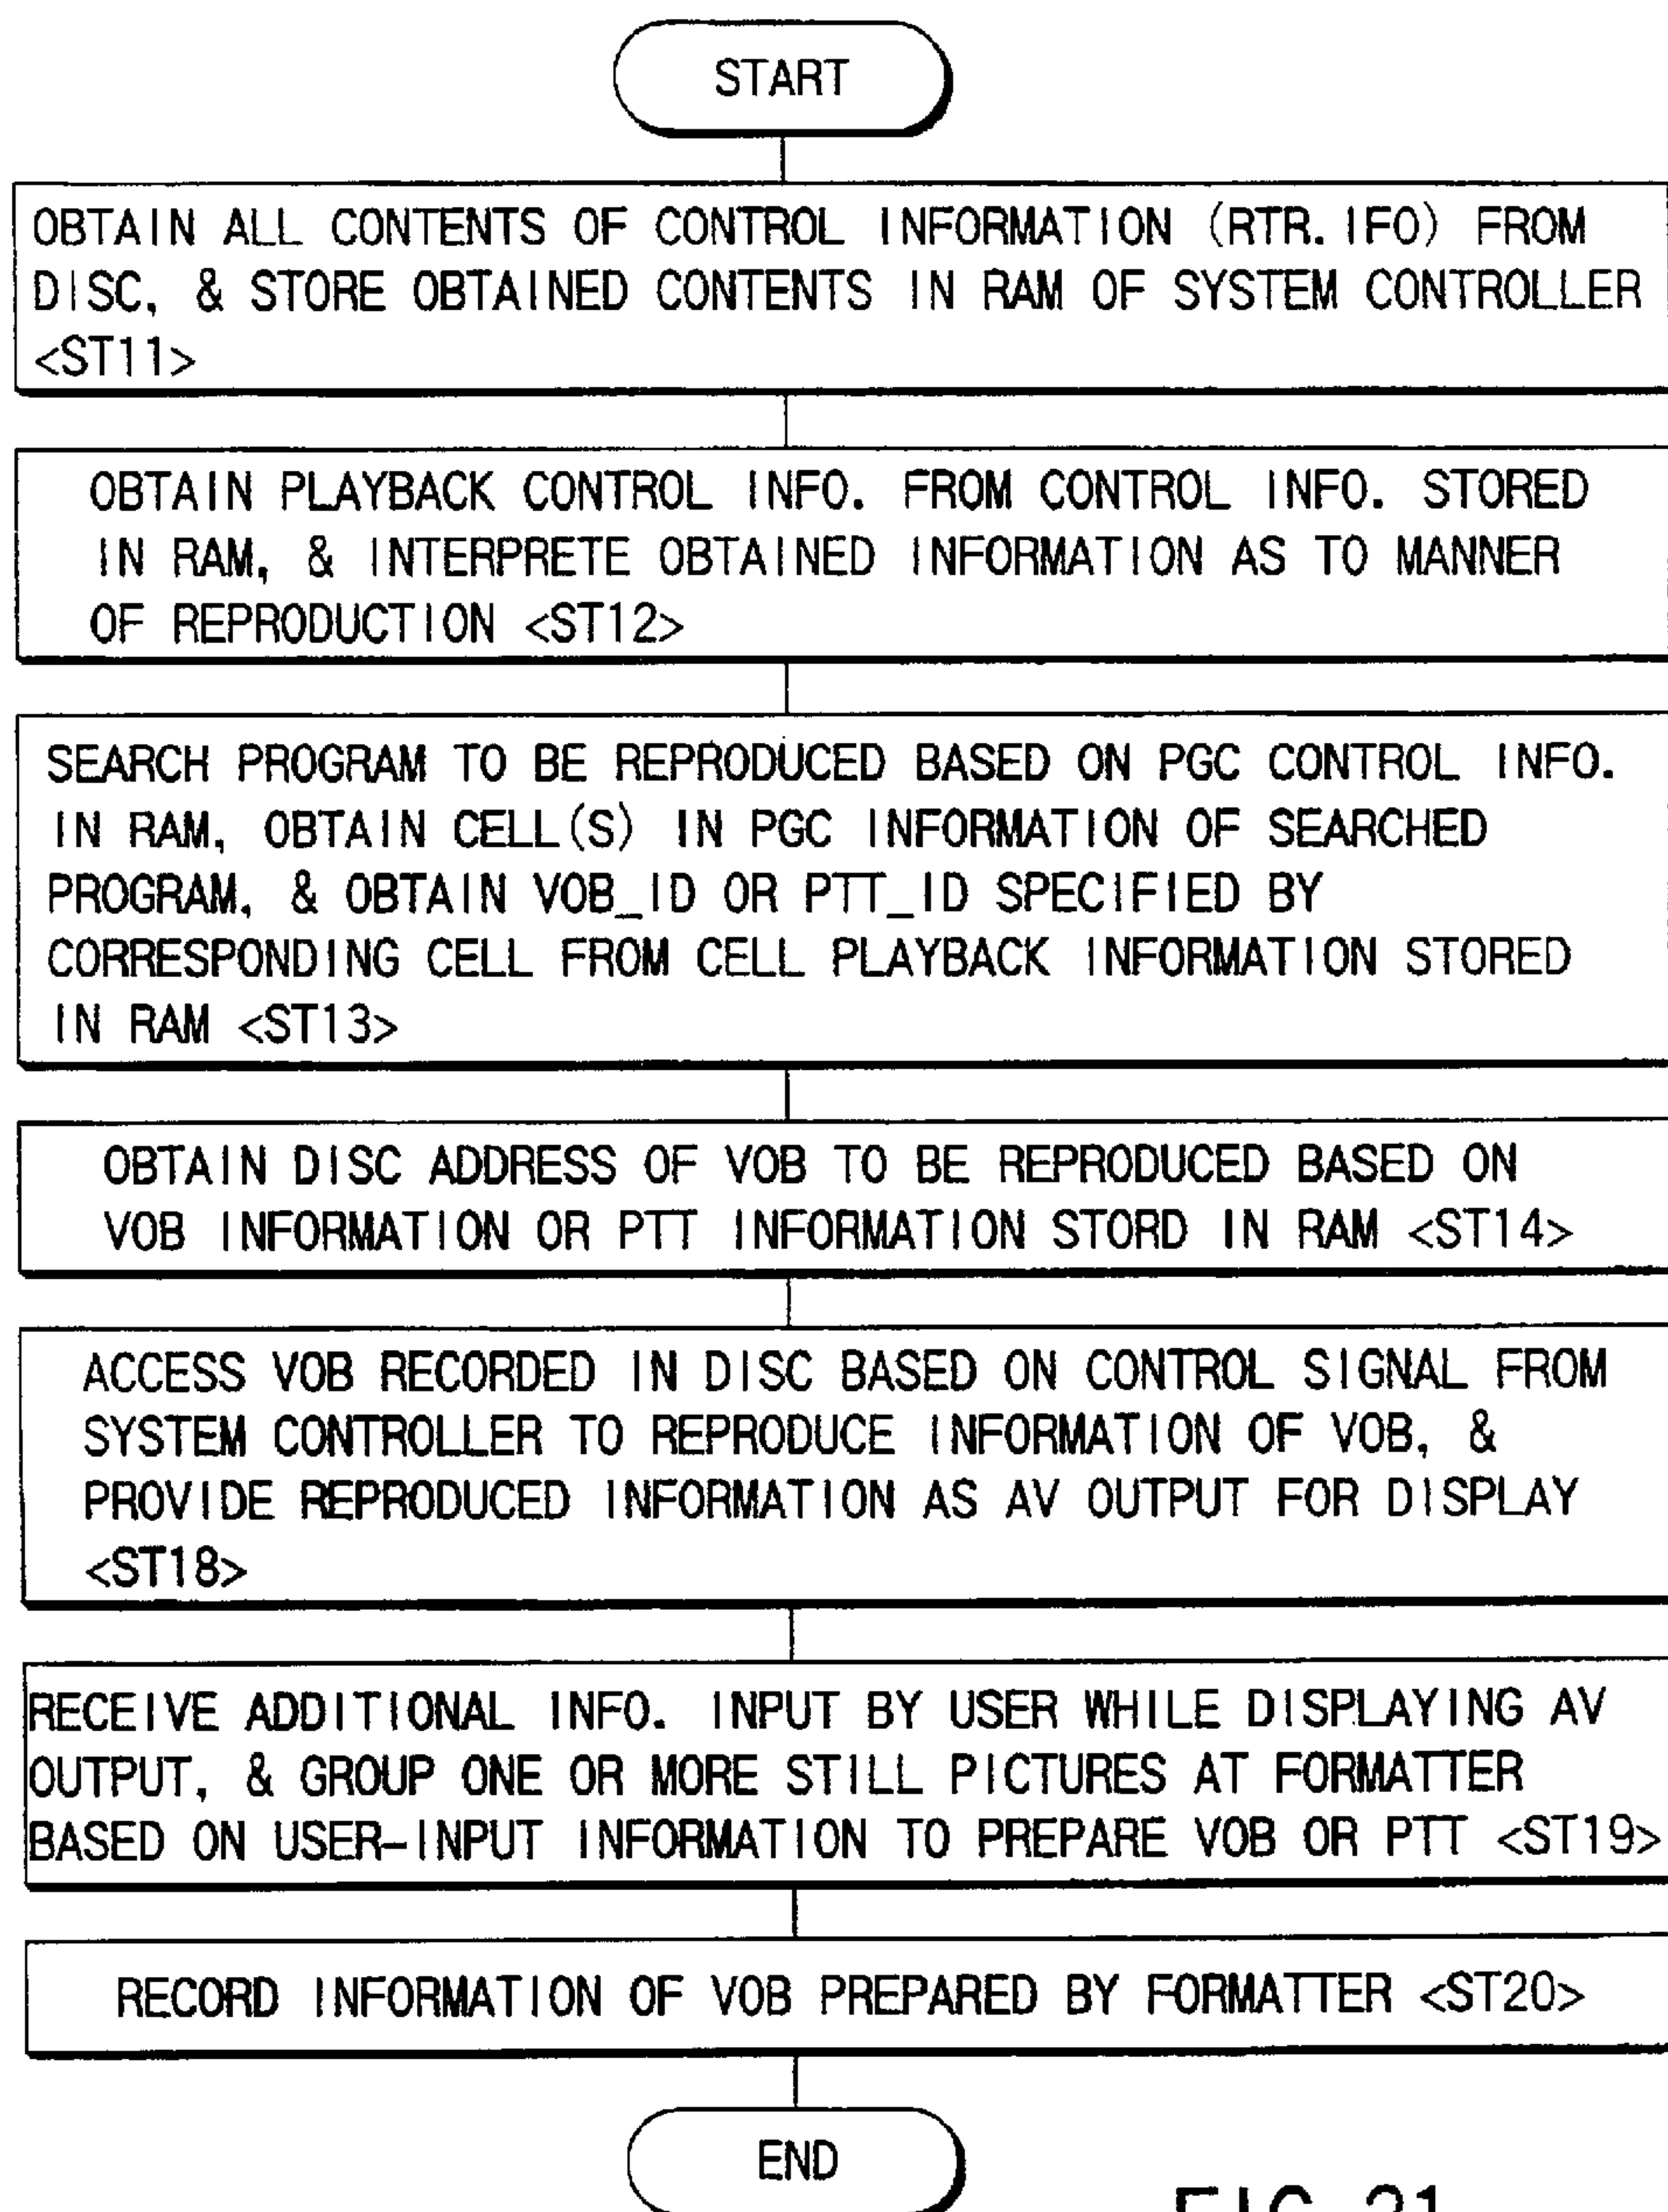 START
OBTAIN ALL CONTENTS OF CONTROL INFORMATION (RTR.IFO) FROM
DISC, & STORE OBTAINED CONTENTS IN RAM OF SYSTEM CONTROLLER
<ST11>
OBTAIN PLAYBACK CONTROL INFO. FROM CONTROL INFO. STORED
IN RAM, & INTERPRETE OBTAINED INFORMATION AS TO MANNER
OF REPRODUCTION <ST12>
SEARCH PROGRAM TO BE REPRODUCED BASED ON PGC CONTROL INFO.
IN RAM, OBTAIN CELL(S) IN PGC INFORMATION OF SEARCHED
PROGRAM, & OBTAIN VOB_ID OR PTT_ID SPECIFIED BY
CORRESPONDING CELL FROM CELL PLAYBACK INFORMATION STORED
IN RAM <ST13>
OBTAIN DISC ADDRESS OF VOB TO BE REPRODUCED BASED ON
VOB INFORMATION OR PTT INFORMATION STORD IN RAM <ST14>
ACCESS VOB RECORDED IN DISC BASED ON CONTROL SIGNAL FROM
SYSTEM CONTROLLER TO REPRODUCE INFORMATION OF VOB, &
PROVIDE REPRODUCED INFORMATION AS AV OUTPUT FOR DISPLAY
<ST18>
RECEIVE ADDITIONAL INFO. INPUT BY USER WHILE DISPLAYING AV
OUTPUT, & GROUP ONE OR MORE STILL PICTURES AT FORMATTER
BASED ON USER-INPUT INFORMATION TO PREPARE VOB OR PTT <ST19>
RECORD INFORMATION OF VOB PREPARED BY FORMATTER <ST20>
END
FIG. 21